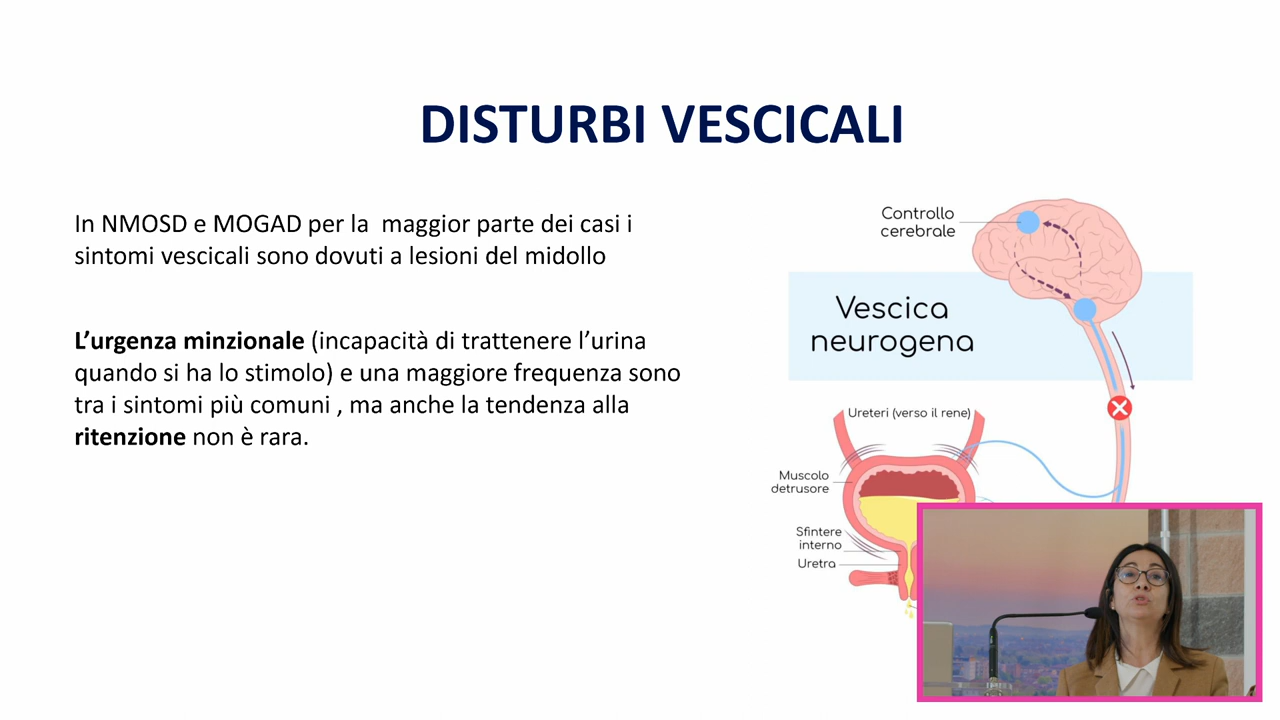 DISTURBI VESCICALI
In NMOSD e MOGAD per la  maggior parte dei casi i
sintomi vescicali sono dovuti a lesioni del midollo
L’urgenza minzionale (incapacità di trattenere l’urina
quando si ha lo stimolo) e una maggiore frequenza sono
tra i sintomi più comuni , ma anche la tendenza alla
ritenzione non è rara.
Controllo
cerebrale
Vescica
neurogena
Ureteri (verso il rene)
Muscolo
detrusore
Sfintere
interno
Uretra